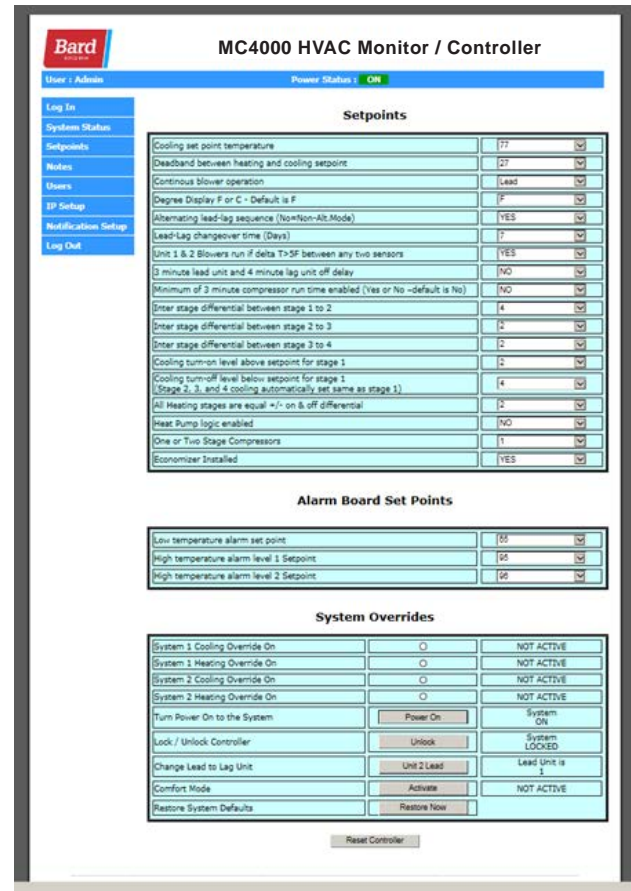 Bard
MC4000 HVAC Monitor / Controller
User : Admin
Power Status : ON
Log In
System Status
Setpoints
Notes
Users
IP Setup
Notification Setup
Log Out
Setpoints
Cooling set point temperature 77
Deadband between heating and cooling setpoint 27
Continous blower operation Lead
Degree Display F or C - Default is F F
Alternating lead-lag sequence (No=Non-Alt.Mode) YES
Lead-Lag changeover time (Days) 7
Unit 1 & 2 Blowers run if delta T>5F between any two sensors YES
3 minute lead unit and 4 minute lag unit off delay NO
Minimum of 3 minute compressor run time enabled (Yes or No –default is No) NO
Inter stage differential between stage 1 to 2 4
Inter stage differential between stage 2 to 3 2
Inter stage differential between stage 3 to 4 2
Cooling turn-on level above setpoint for stage 1 2
Cooling turn-off level below setpoint for stage 1
(Stage 2, 3, and 4 cooling automatically set same as stage 1) 4
All Heating stages are equal +/- on & off differential 2
Heat Pump logic enabled NO
One or Two Stage Compressors 1
Economizer Installed YES
Alarm Board Set Points
Low temperature alarm set point
High temperature alarm level 1 Setpoint 95
High temperature alarm level 2 Setpoint
System Overrides
System 1 Cooling Override On NOT ACTIVE
System 1 Heating Override On NOT ACTIVE
System 2 Cooling Override On NOT ACTIVE
System 2 Heating Override On NOT ACTIVE
Turn Power On to the System Power On System ON
Lock / Unlock Controller Unlock System LOCKED
Change Lead to Lag Unit Unit 2 Lead Lead Unit is 1
Comfort Mode Activate NOT ACTIVE
Restore System Defaults Restore Now
Reset Controller